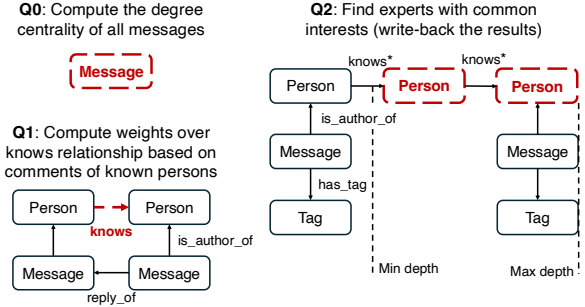 Q0: Compute the degree
centrality of all messages
Message
Q1: Compute weights over
knows relationship based on
comments of known persons
Person
Person
knows
is_author_of
Message
Message
reply_of
Q2: Find experts with common
interests (write-back the results)
knows*
knows*
Person
Person
Person
is_author_of
Message
Message
has_tag
Tag
Tag
Min depth
Max depth